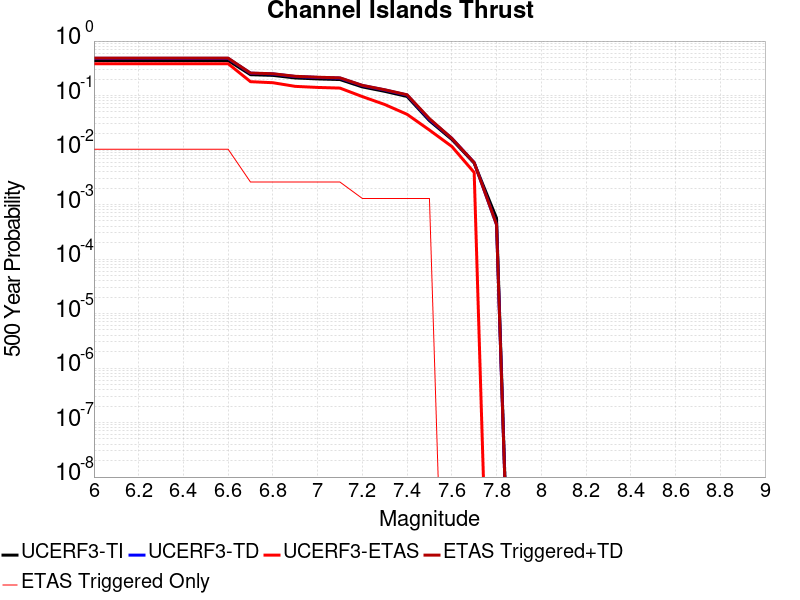 Channel Islands Thrust
10^0
10^-1
10^-2
10^-3
10^-4
10^-5
10^-6
10^-7
10^-8
500 Year Probability
6 6.2 6.4 6.6 6.8 7 7.2 7.4 7.6 7.8 8 8.2 8.4 8.6 8.8 9
Magnitude
UCERF3-TI UCERF3-TD UCERF3-ETAS ETAS Triggered+TD
ETAS Triggered Only